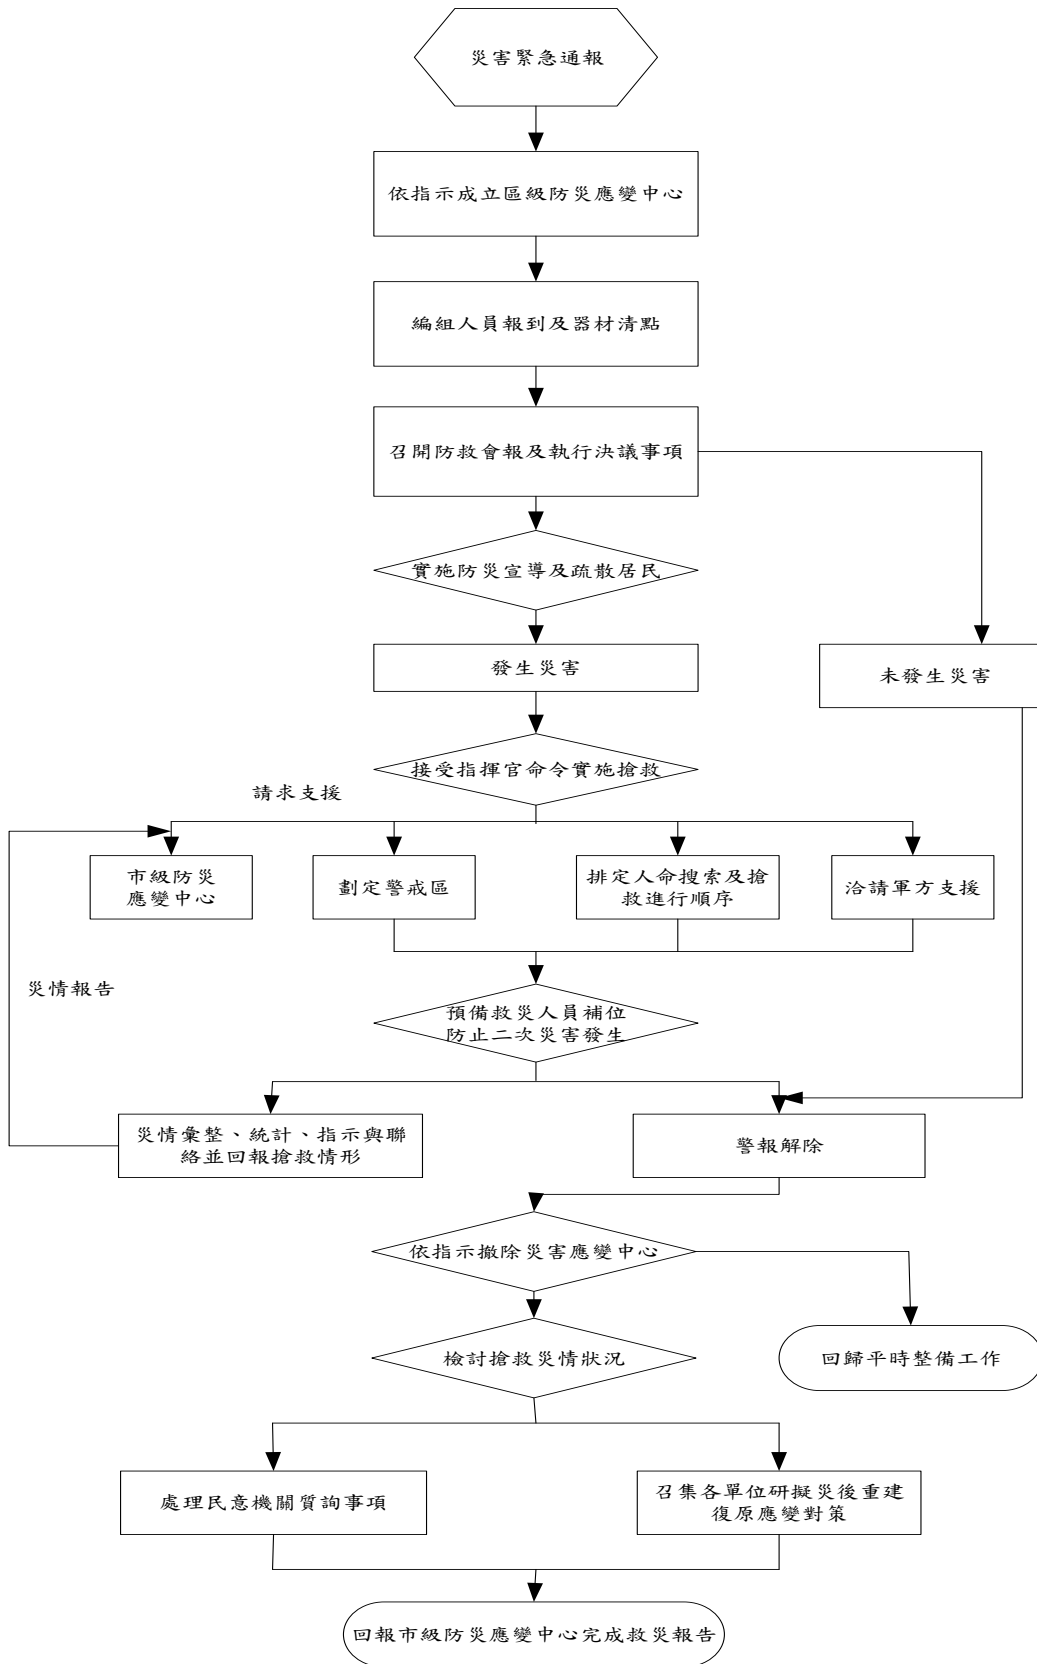 災害緊急通報
依指示成立區級防災應變中心
編組人員報到及器材清點
召開防救會報及執行決議事項
實施防災宣導及疏散居民
發生災害
未發生災害
接受指揮官命令實施搶救
請求支援
市級防災
應變中心
劃定警戒區
排定人命搜索及搶
救進行順序
洽請軍方支援
災情報告
預備救災人員補位
防止二次災害發生
災情彙整、統計、指示與聯
絡並回報搶救情形
警報解除
依指示撤除災害應變中心
檢討搶救災情狀況
回歸平時整備工作
處理民意機關質詢事項
召集各單位研擬災後重建
復原應變對策
回報市級防災應變中心完成救災報告